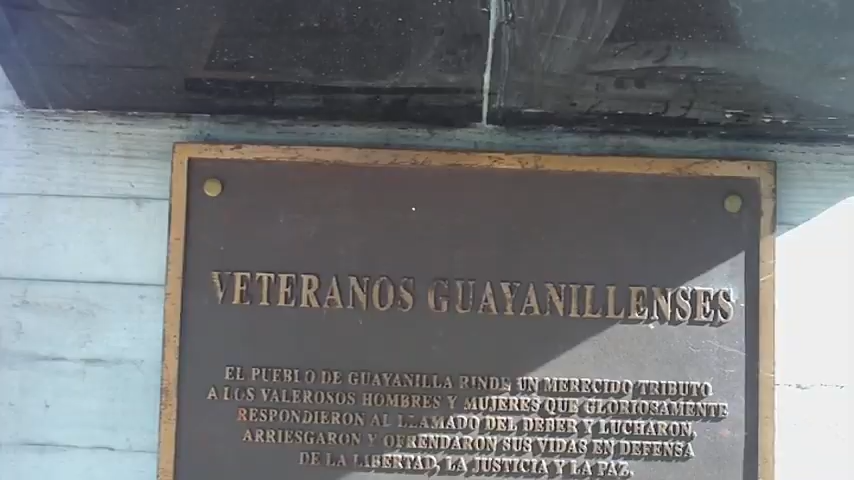 VETERANOS GUAYANILLENSES
EL PUEBLO DE GUAYANILLA RINDE UN MERECIDO TRIBUTO
A LOS VALEROSOS HOMBRES Y MUJERES QUE GLORIOSAMENTE
RESPONDIERON AL LLAMADO DEL DEBER Y LUCHARON,
ARRIESGARON Y OFRENDARON SUS VIDAS EN DEFENSA
DE LA LIBERTAD, LA JUSTICIA Y LA PAZ.